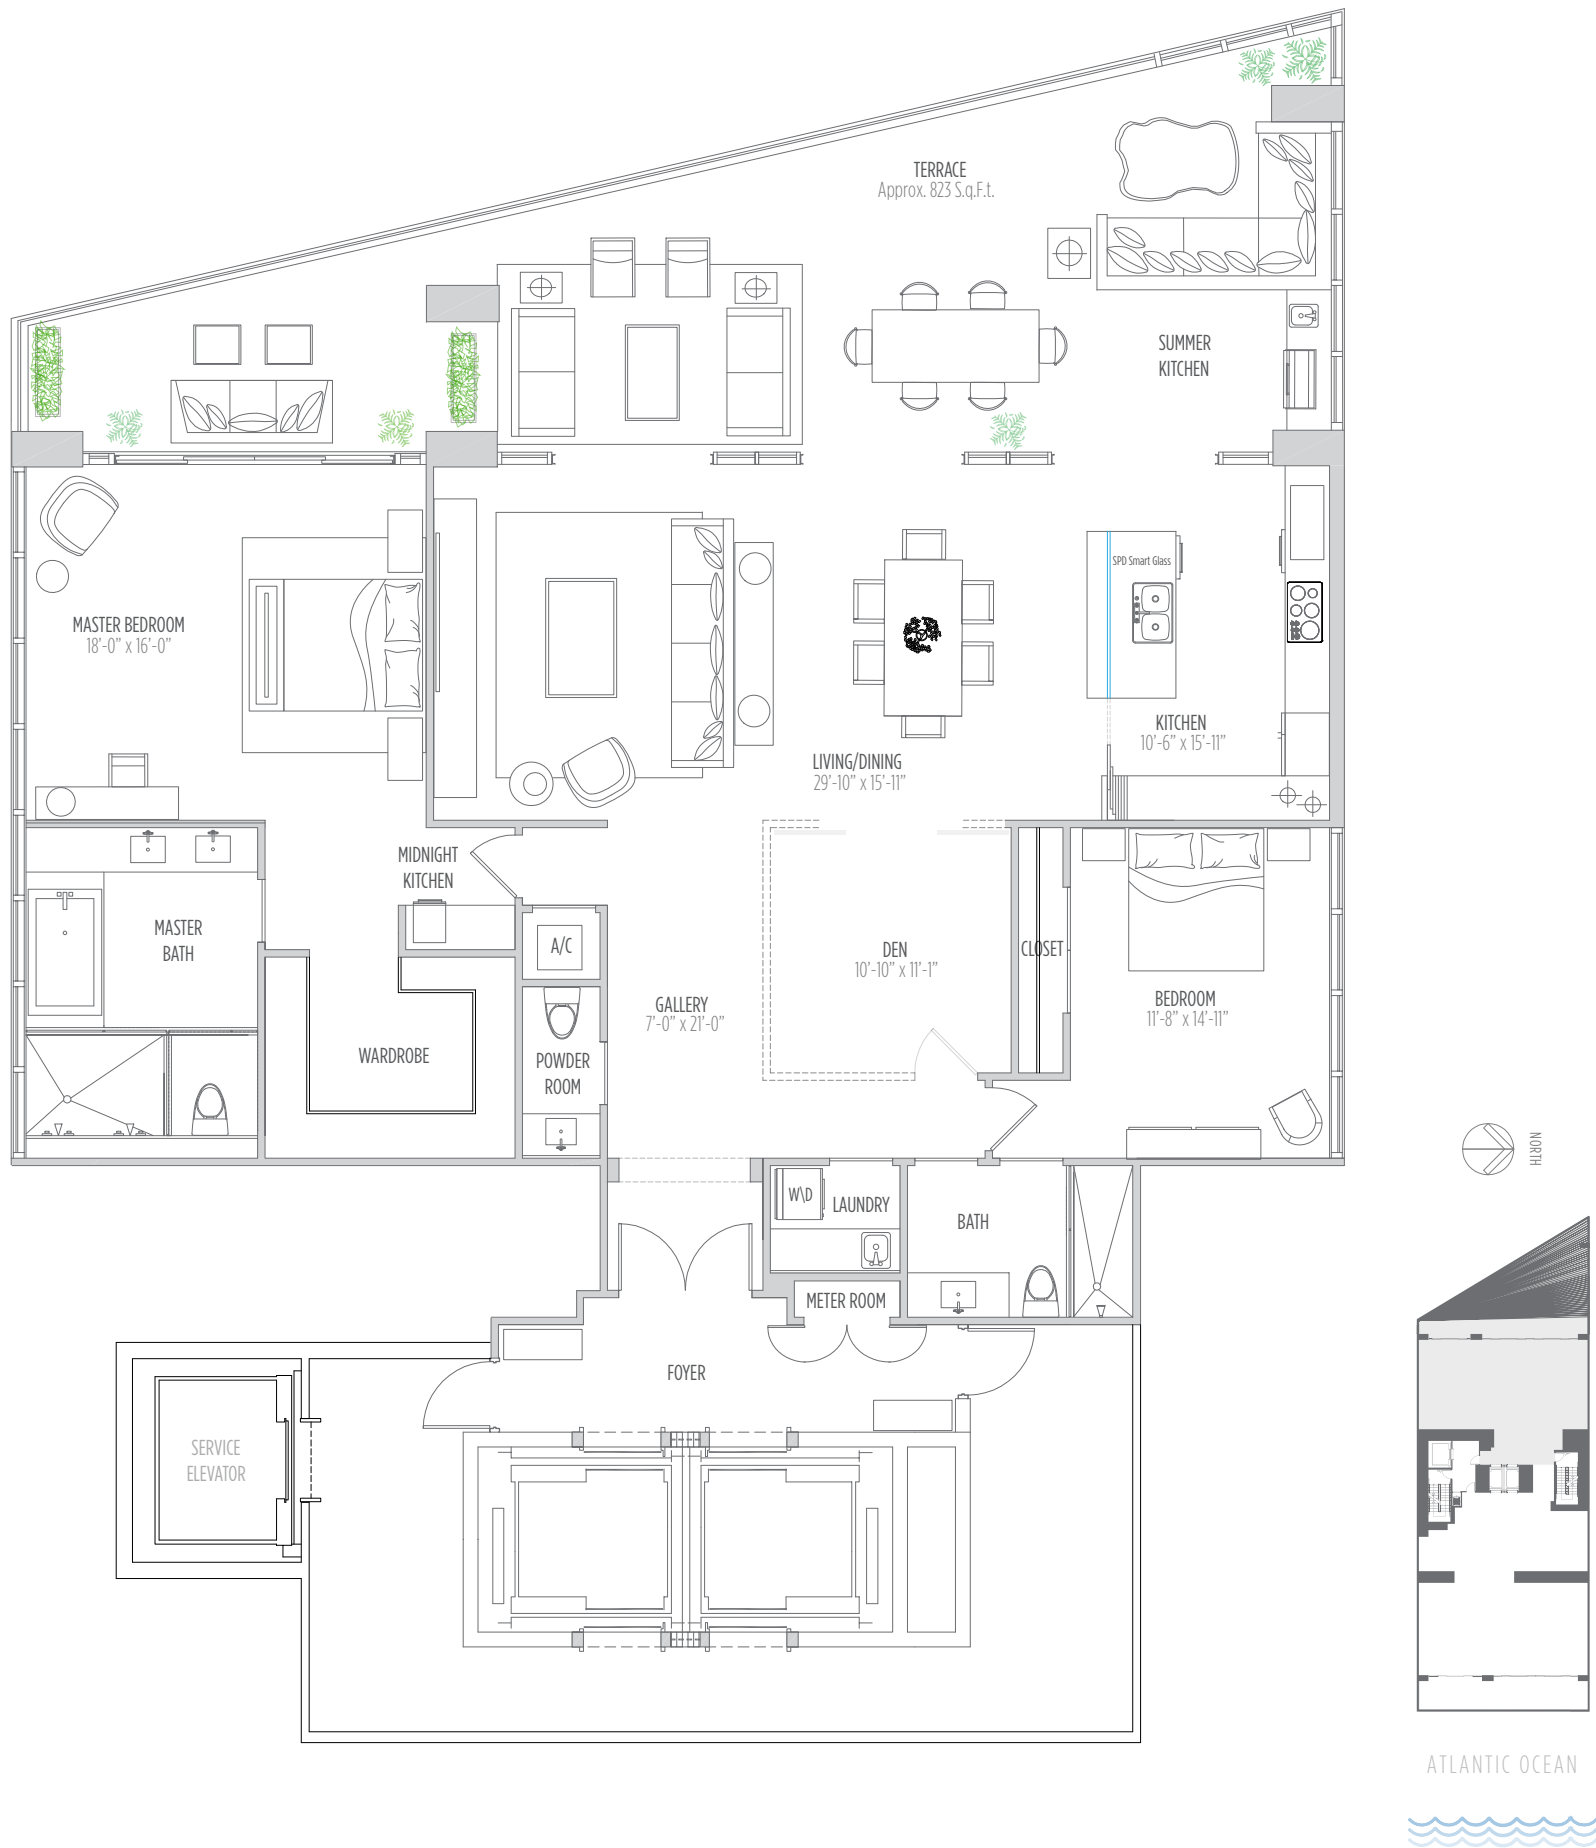 TERRACE
Approx. 823 S.q.F.t.
SUMMER
KITCHEN
SPD Smart Glass
MASTER BEDROOM
18'-0" x 16'-0"
KITCHEN
10'-6" x 15'-11"
LIVING/DINING
29'-10" x 15'-11"
MIDNIGHT
KITCHEN
MASTER
BATH
A/C
DEN
10'-10" x 11'-1"
CLOSET
GALLERY
7'-0" x 21'-0"
BEDROOM
11'-8" x 14'-11"
WARDROBE
POWDER
ROOM
NORTH
W\D
LAUNDRY
BATH
METER ROOM
FOYER
SERVICE
ELEVATOR
ATLANTIC OCEAN